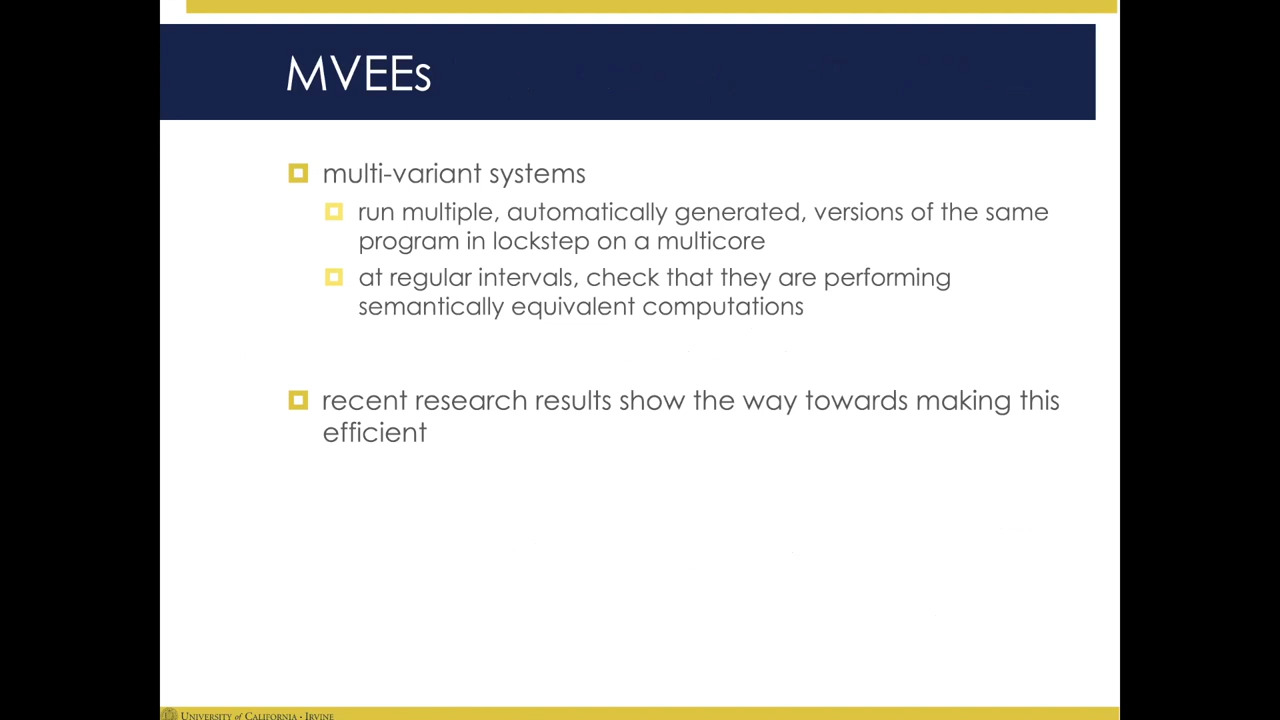 MVEEs
multi-variant systems
run multiple, automatically generated, versions of the same
program in lockstep on a multicore
at regular intervals, check that they are performing
semantically equivalent computations
recent research results show the way towards making this
efficient
UNIVERSITY of CALIFORNIA • IRVINE